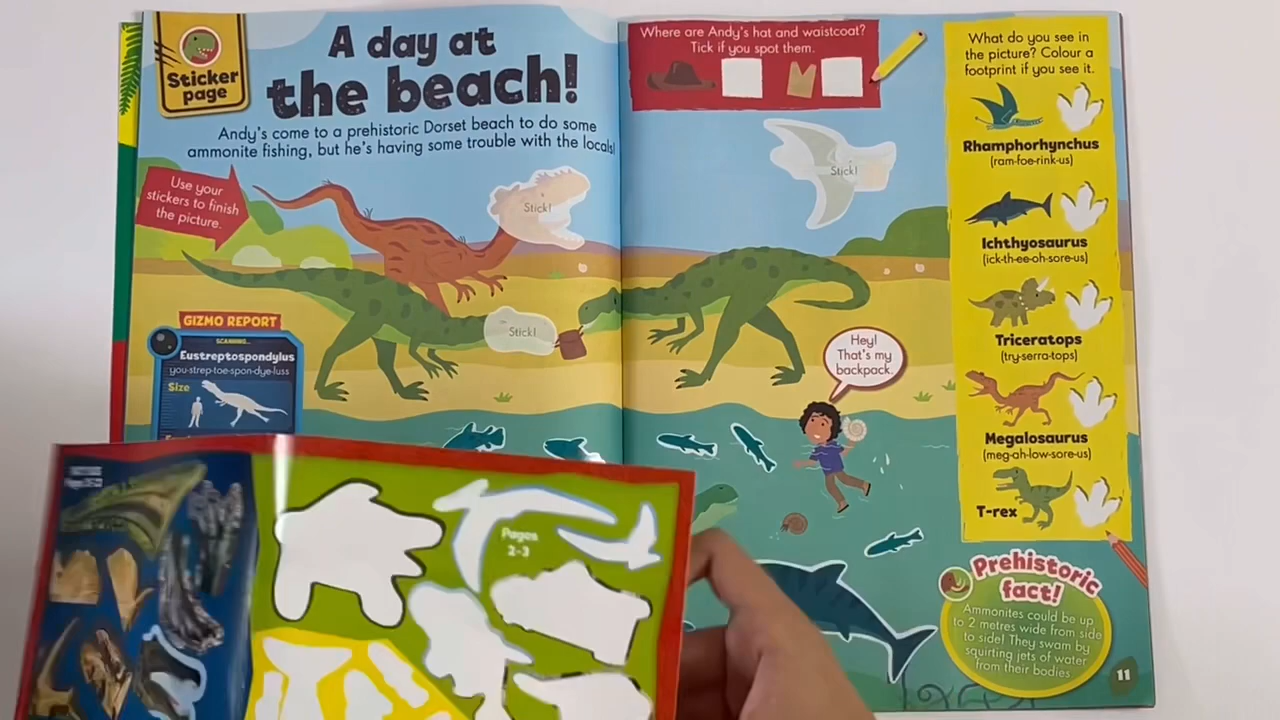 Sticker
page
A day at
the beach!
Andy's come to a prehistoric Dorset beach to do some
ammonite fishing, but he's having some trouble with the locals!
Use your
stickers to finish
the picture.
Stick!
Stick!
GIZMO REPORT
SCANNING...
Eustreptospondylus
you-strep-toe-spon-dye-luss
Size
Where are Andy's hat and waistcoat?
Tick if you spot them.
Stick!
Hey!
That's my
backpack.
What do you see in
the picture? Colour a
footprint if you see it.
Rhamphorhynchus
(ram-foe-rink-us)
Ichthyosaurus
(ick-th-ee-oh-sore-us)
Triceratops
(try-serra-tops)
Megalosaurus
(meg-ah-low-sore-us)
T-rex
Prehistoric
fact!
Ammonites could be up
to 2 metres wide from side
to side! They swam by
squirting jets of water
from their bodies
11
Pages
2-3